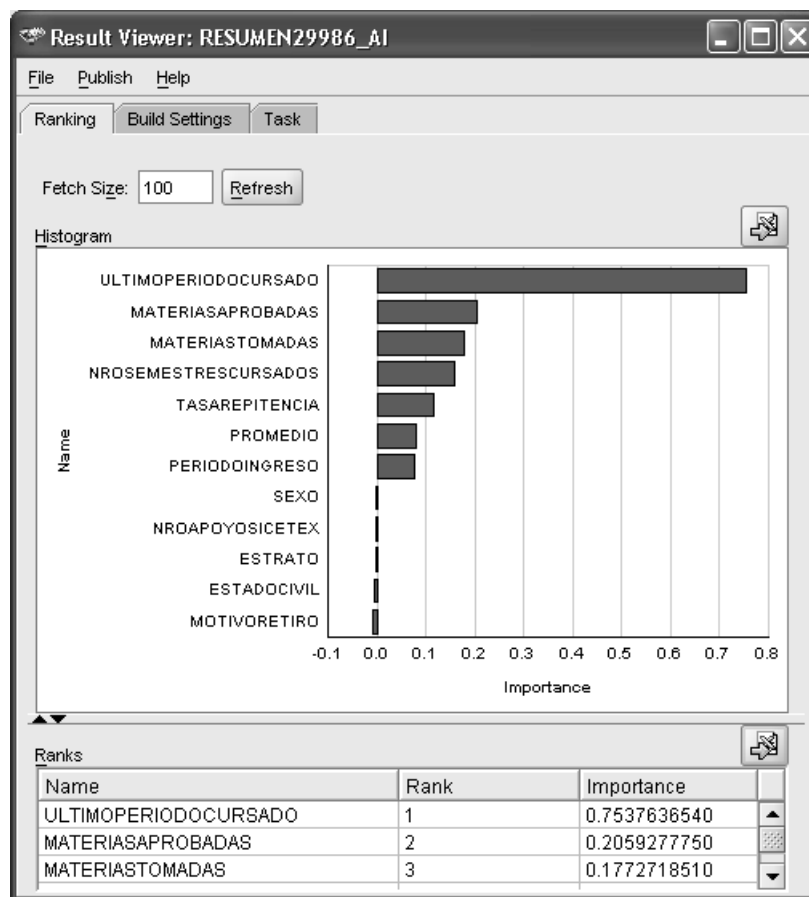 Result Viewer: RESUMEN29986_AI
File Publish Help
Ranking Build Settings Task
Fetch Size: 100 Refresh
Histogram
ULTIMOPERIODOCURSADO
MATERIASAPROBADAS
MATERIASTOMADAS
NROSEMESTRESCURSADOS
TASAREPITENCIA
PROMEDIO
PERIODOINGRESO
SEXO
NROAPOYOSICETEX
ESTRATO
ESTADOCIVIL
MOTIVORETIRO
Name
-0.1 0.0 0.1 0.2 0.3 0.4 0.5 0.6 0.7 0.8
Importance
Ranks
Name Rank Importance
ULTIMOPERIODOCURSADO 1 0.7537636540
MATERIASAPROBADAS 2 0.2059277750
MATERIASTOMADAS 3 0.1772718510